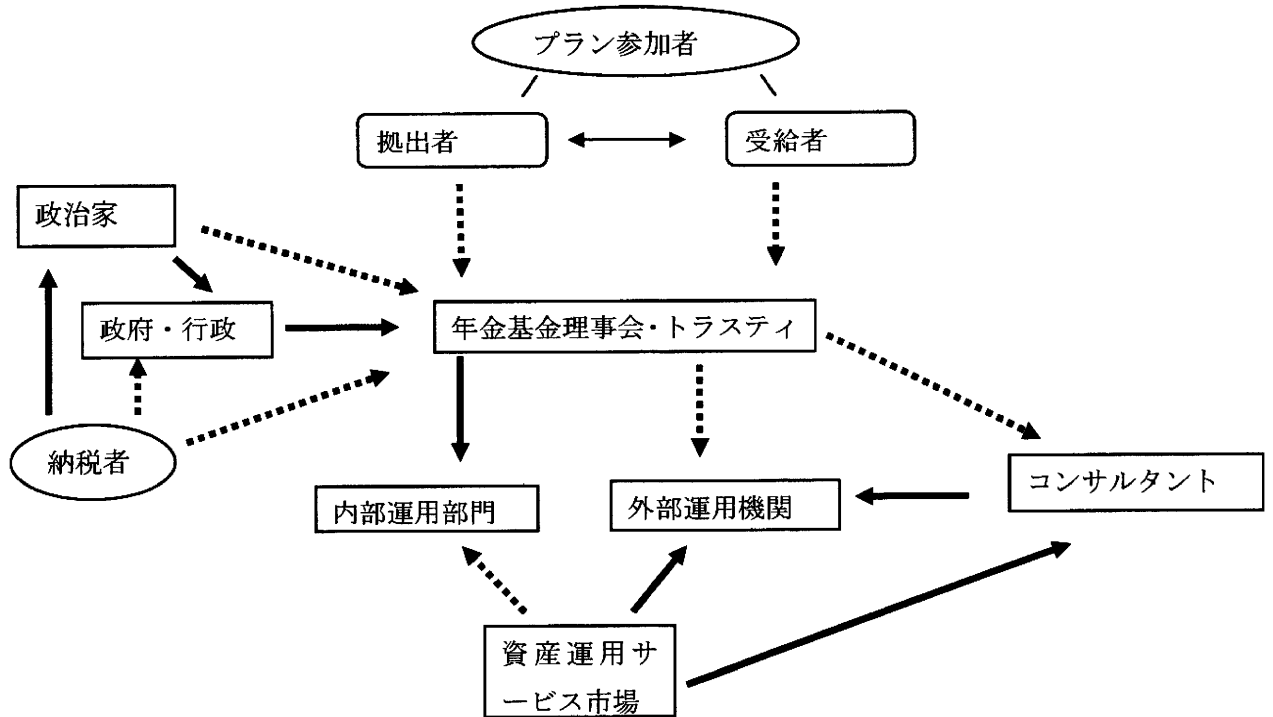 プラン参加者
拠出者
受給者
政治家
政府・行政
年金基金理事会・トラスティ
納税者
内部運用部門
外部運用機関
コンサルタント
資産運用サ
ービス市場